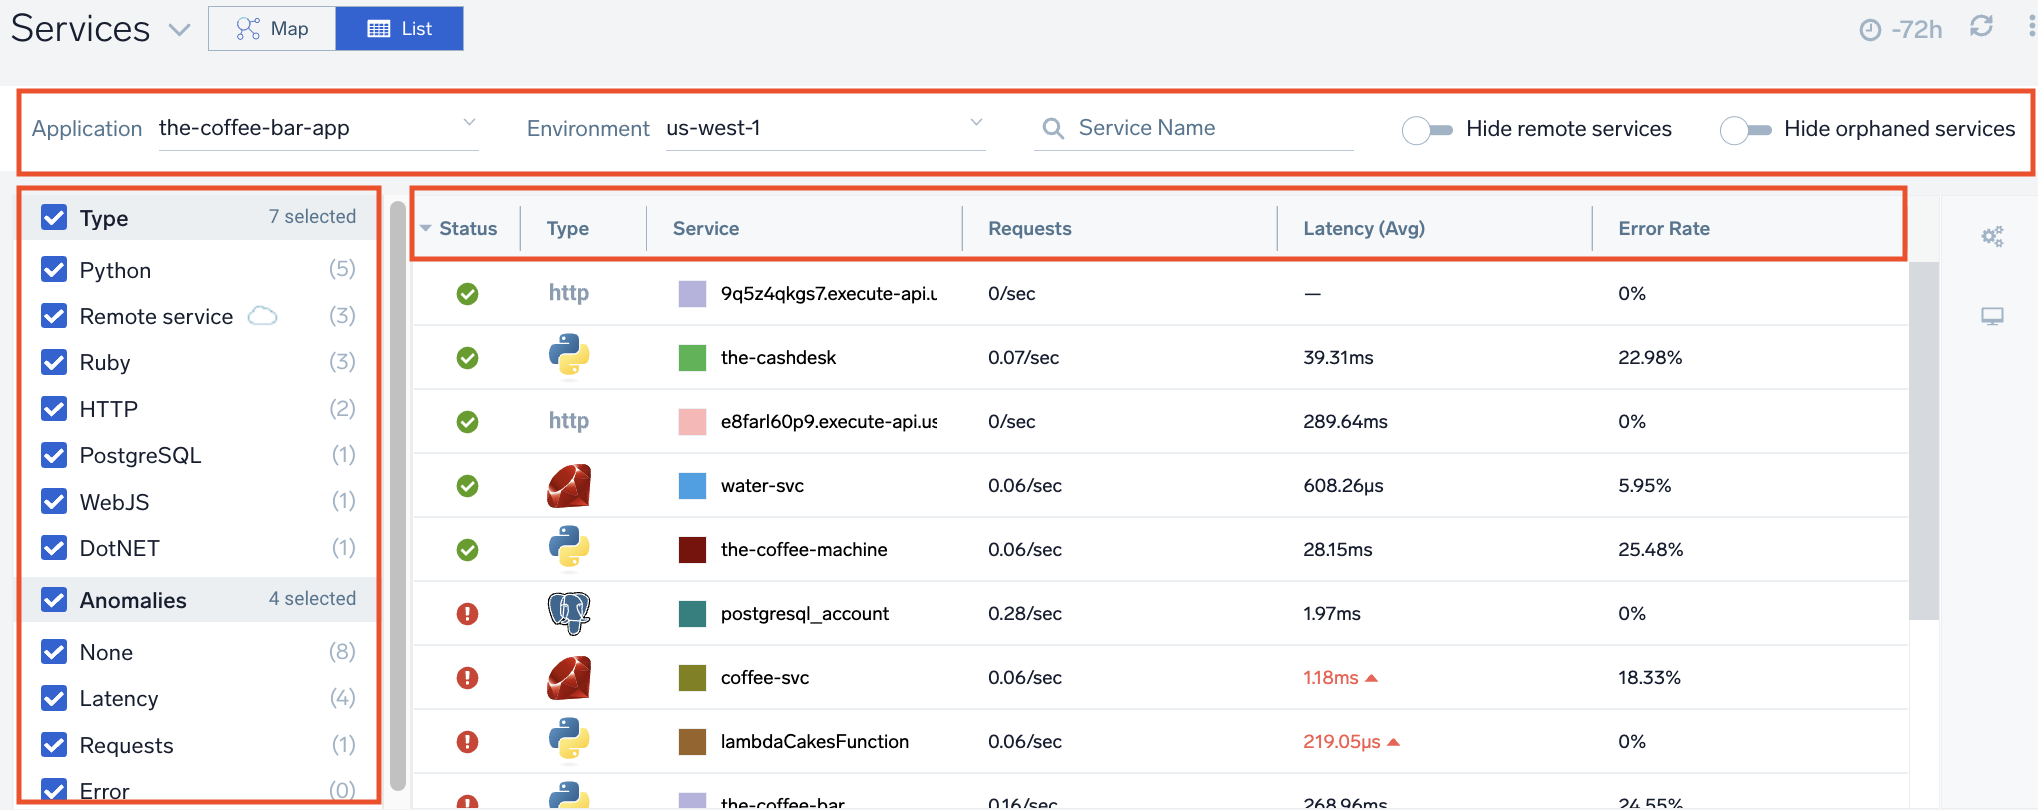 Services Map List -72h
Application the-coffee-bar-app Environment us-west-1 Service Name Hide remote services Hide orphaned services
Type 7 selected
Python (5)
Remote service (3)
Ruby (3)
HTTP (2)
PostgreSQL (1)
WebJS (1)
DotNET (1)
Anomalies 4 selected
None (8)
Latency (4)
Requests (1)
Error (0)
Status Type Service Requests Latency (Avg) Error Rate
http 9q5z4qkgs7.execute-api.u 0/sec — 0%
the-cashdesk 0.07/sec 39.31ms 22.98%
http e8farl60p9.execute-api.us 0/sec 289.64ms 0%
water-svc 0.06/sec 608.26µs 5.95%
the-coffee-machine 0.06/sec 28.15ms 25.48%
postgresql_account 0.28/sec 1.97ms 0%
coffee-svc 0.06/sec 1.18ms 18.33%
lambdaCakesFunction 0.06/sec 219.05µs 0%
the-coffee-bar 0.16/sec 268.96ms 24.55%